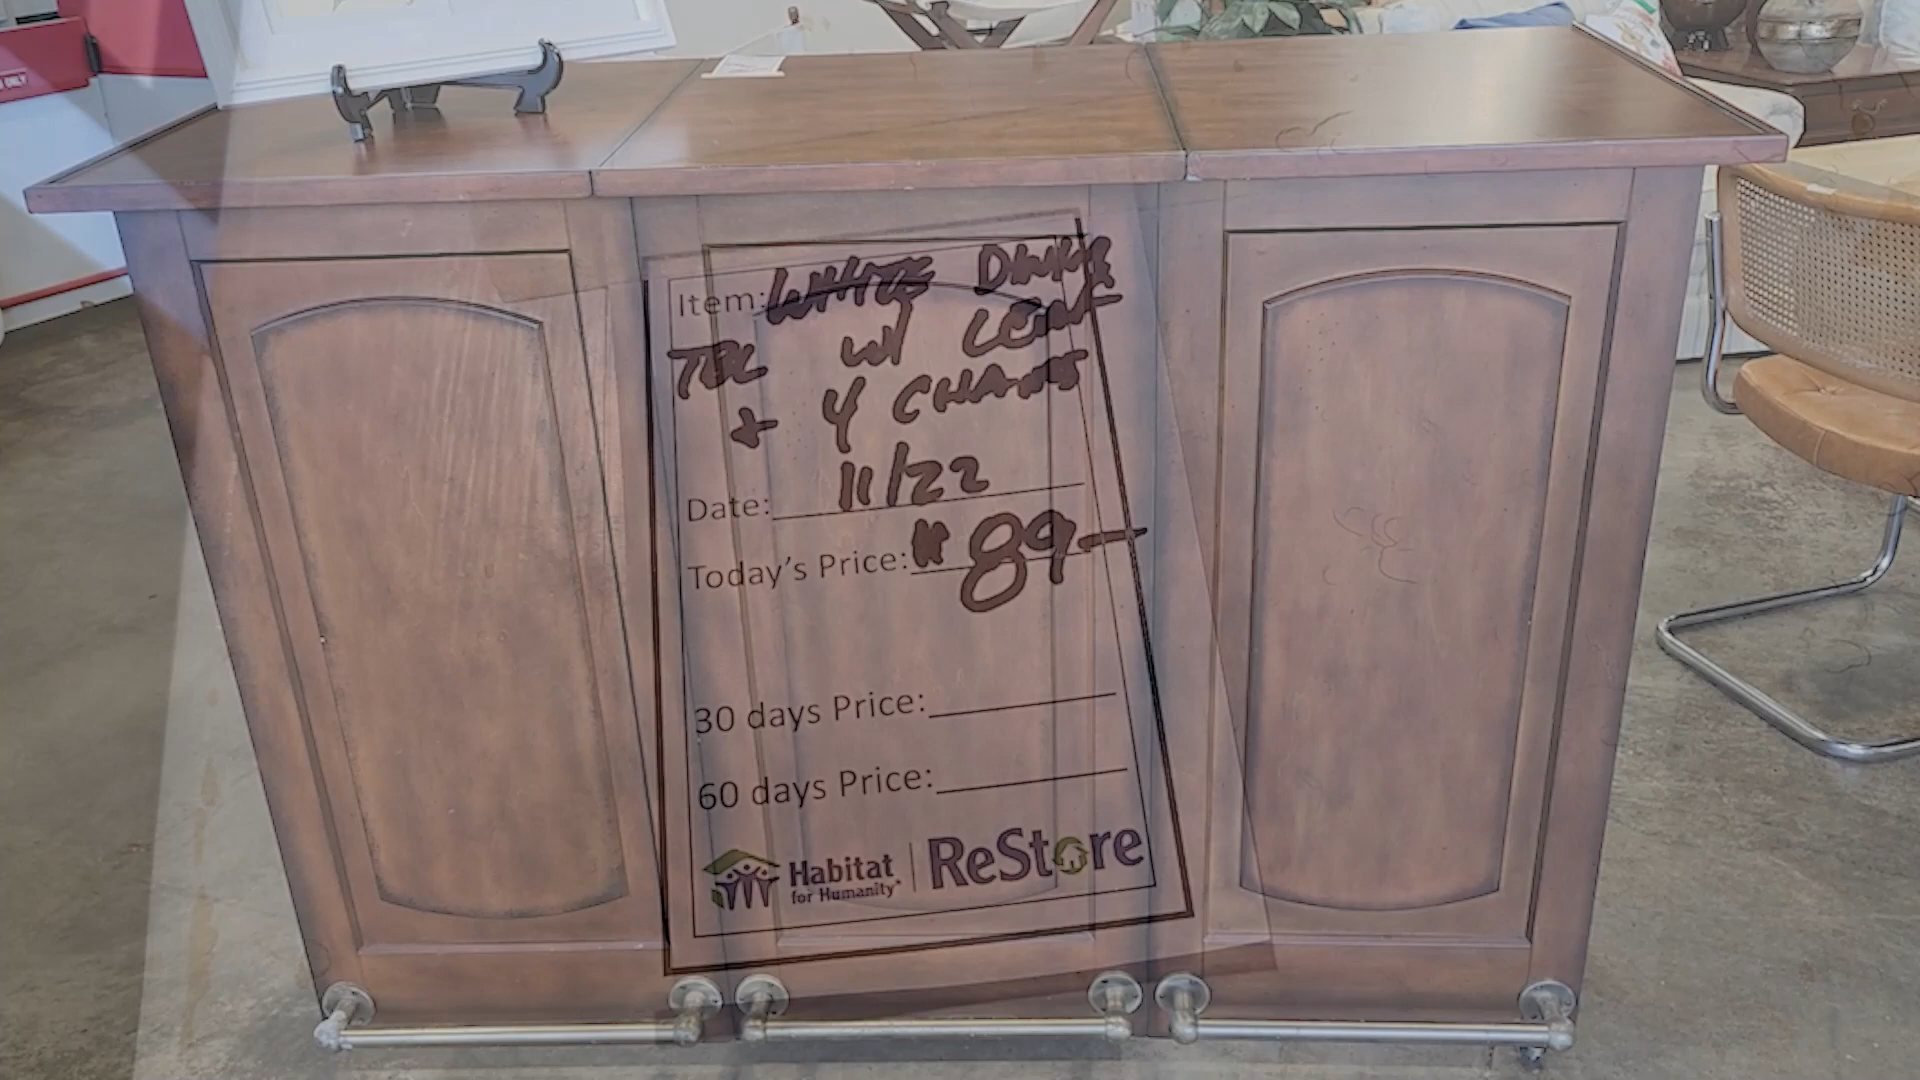 ONLY
Item: WHITE DINING
TBL W/ LEAF
+ 4 CHAIRS
Date: 11/22
Today's Price: $89-
30 days Price:
60 days Price:
Habitat for Humanity | ReStore